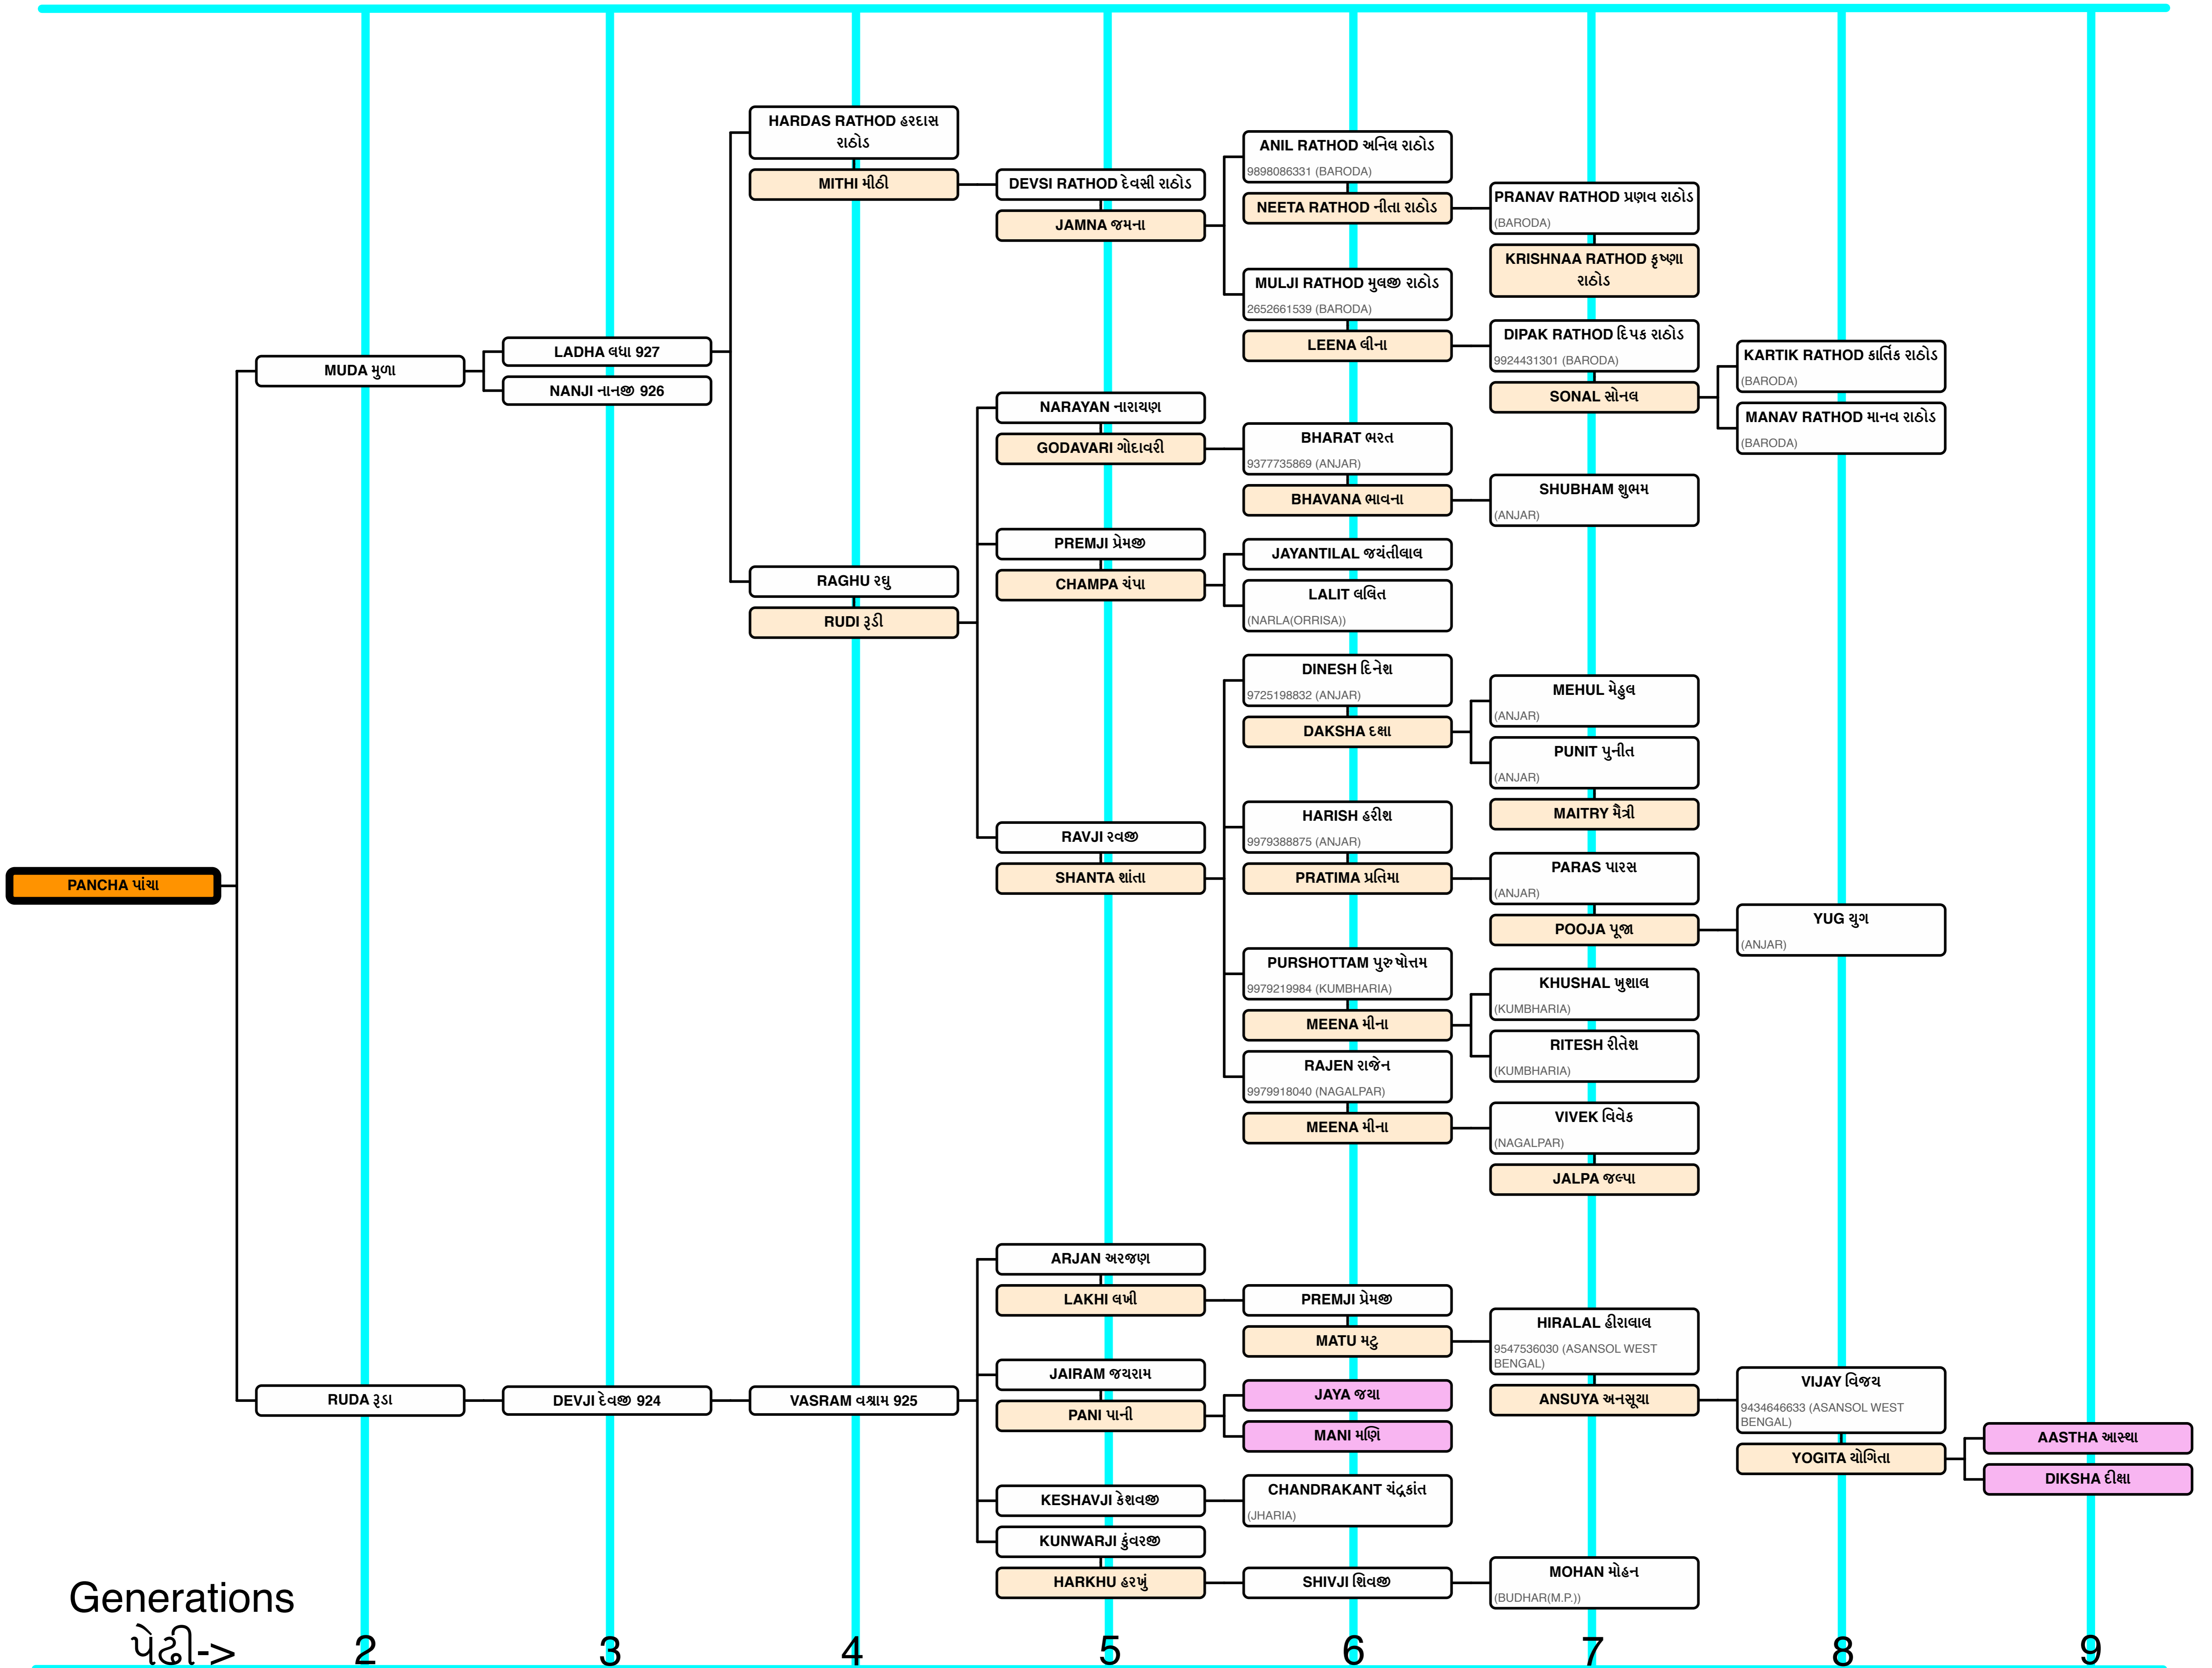 HARDAS RATHOD હરદાસ
રાઠોડ
MITHI મીઠી
DEVSI RATHOD દેવસી રાઠોડ
JAMNA જમના
ANIL RATHOD અનિલ રાઠોડ
9898086331 (BARODA)
NEETA RATHOD નીતા રાઠોડ
PRANAV RATHOD પ્રણવ રાઠોડ
(BARODA)
KRISHNAA RATHOD કૃષ્ણા
રાઠોડ
MULJI RATHOD મુલજી રાઠોડ
2652661539 (BARODA)
LEENA લીના
DIPAK RATHOD દિપક રાઠોડ
9924431301 (BARODA)
SONAL સોનલ
KARTIK RATHOD કાર્તિક રાઠોડ
(BARODA)
MANAV RATHOD માનવ રાઠોડ
(BARODA)
MUDA મુળા
LADHA લધા 927
NANJI નાનજી 926
NARAYAN નારાયણ
GODAVARI ગોદાવરી
BHARAT ભરત
9377735869 (ANJAR)
BHAVANA ભાવના
SHUBHAM શુભમ
(ANJAR)
PREMJI પ્રેમજી
CHAMPA ચંપા
JAYANTILAL જયંતીલાલ
LALIT લલિત
(NARLA(ORRISA))
RAGHU રઘુ
RUDI રૂડી
DINESH દિનેશ
9725198832 (ANJAR)
DAKSHA દક્ષા
MEHUL મેહુલ
(ANJAR)
PUNIT પુનીત
(ANJAR)
MAITRY મૈત્રી
RAVJI રવજી
SHANTA શાંતા
HARISH હરીશ
9979388875 (ANJAR)
PRATIMA પ્રતિમા
PARAS પારસ
(ANJAR)
POOJA પૂજા
YUG યુગ
(ANJAR)
PANCHA પાંચા
PURSHOTTAM પુરુષોત્તમ
9979219984 (KUMBHARIA)
MEENA મીના
KHUSHAL ખુશાલ
(KUMBHARIA)
RITESH રીતેશ
(KUMBHARIA)
RAJEN રાજેન
9979918040 (NAGALPAR)
MEENA મીના
VIVEK વિવેક
(NAGALPAR)
JALPA જલ્પા
ARJAN અરજણ
LAKHI લખી
PREMJI પ્રેમજી
MATU મટુ
HIRALAL હીરાલાલ
9547536030 (ASANSOL WEST
BENGAL)
ANSUYA અનસૂયા
VIJAY વિજય
9434646633 (ASANSOL WEST
BENGAL)
YOGITA યોગિતા
AASTHA આસ્થા
DIKSHA દીક્ષા
RUDA રૂડા
DEVJI દેવજી 924
VASRAM વશ્રામ 925
JAIRAM જયરામ
PANI પાની
JAYA જયા
MANI મણિ
KESHAVJI કેશવજી
CHANDRAKANT ચંદ્રકાંત
(JHARIA)
KUNWARJI કુંવરજી
HARKHU હરખું
SHIVJI શિવજી
MOHAN મોહન
(BUDHAR(M.P.))
Generations
પેઢી-> 2 3 4 5 6 7 8 9